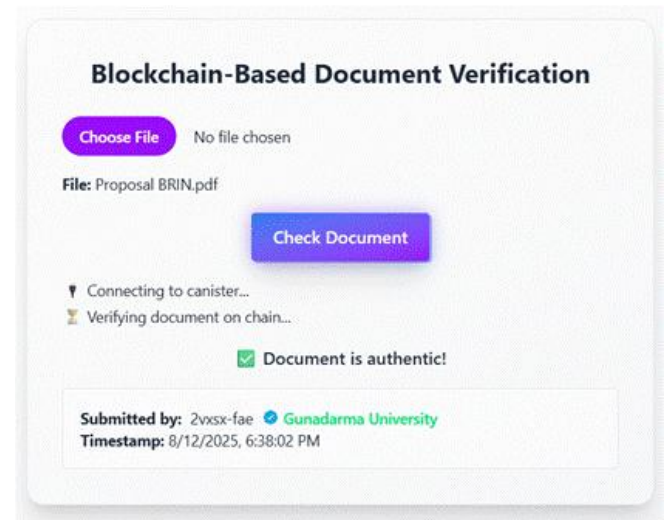 Blockchain-Based Document Verification
Choose File No file chosen
File: Proposal BRIN.pdf
Check Document
Connecting to canister...
Verifying document on chain...
Document is authentic!
Submitted by: 2vxsx-fae Gunadarma University
Timestamp: 8/12/2025, 6:38:02 PM